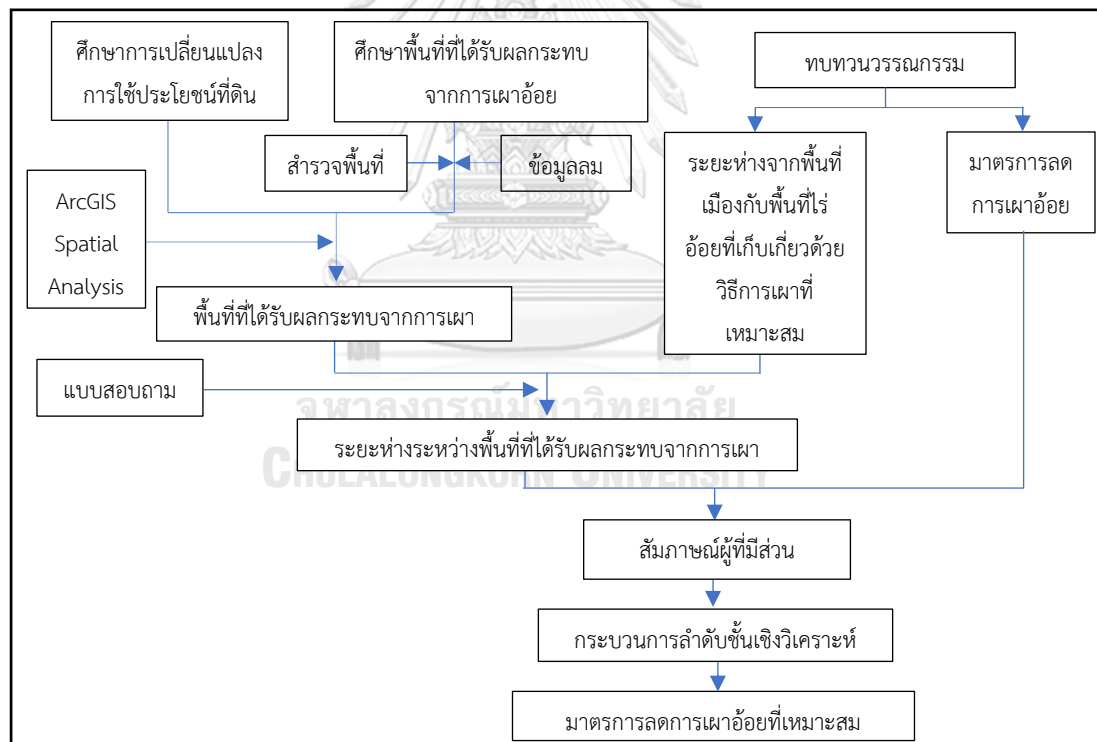 ศึกษาการเปลี่ยนแปลง
การใช้ประโยชน์ที่ดิน
ศึกษาพื้นที่ที่ได้รับผลกระทบ
จากการเผาอ้อย
ทบทวนวรรณกรรม
สำรวจพื้นที่
ข้อมูลลม
ระยะห่างจากพื้นที่
เมืองกับพื้นที่ไร่
อ้อยที่เก็บเกี่ยวด้วย
วิธีการเผาที่
เหมาะสม
มาตรการลด
การเผาอ้อย
ArcGIS
Spatial
Analysis
พื้นที่ที่ได้รับผลกระทบจากการเผา
แบบสอบถาม
จุฬาลงกรณ์มหาวิทยาลัย
ระยะห่างระหว่างพื้นที่ที่ได้รับผลกระทบจากการเผา
CHULALONGKORN UNIVERSITY
สัมภาษณ์ผู้ที่มีส่วน
กระบวนการลำดับชั้นเชิงวิเคราะห์
มาตรการลดการเผาอ้อยที่เหมาะสม